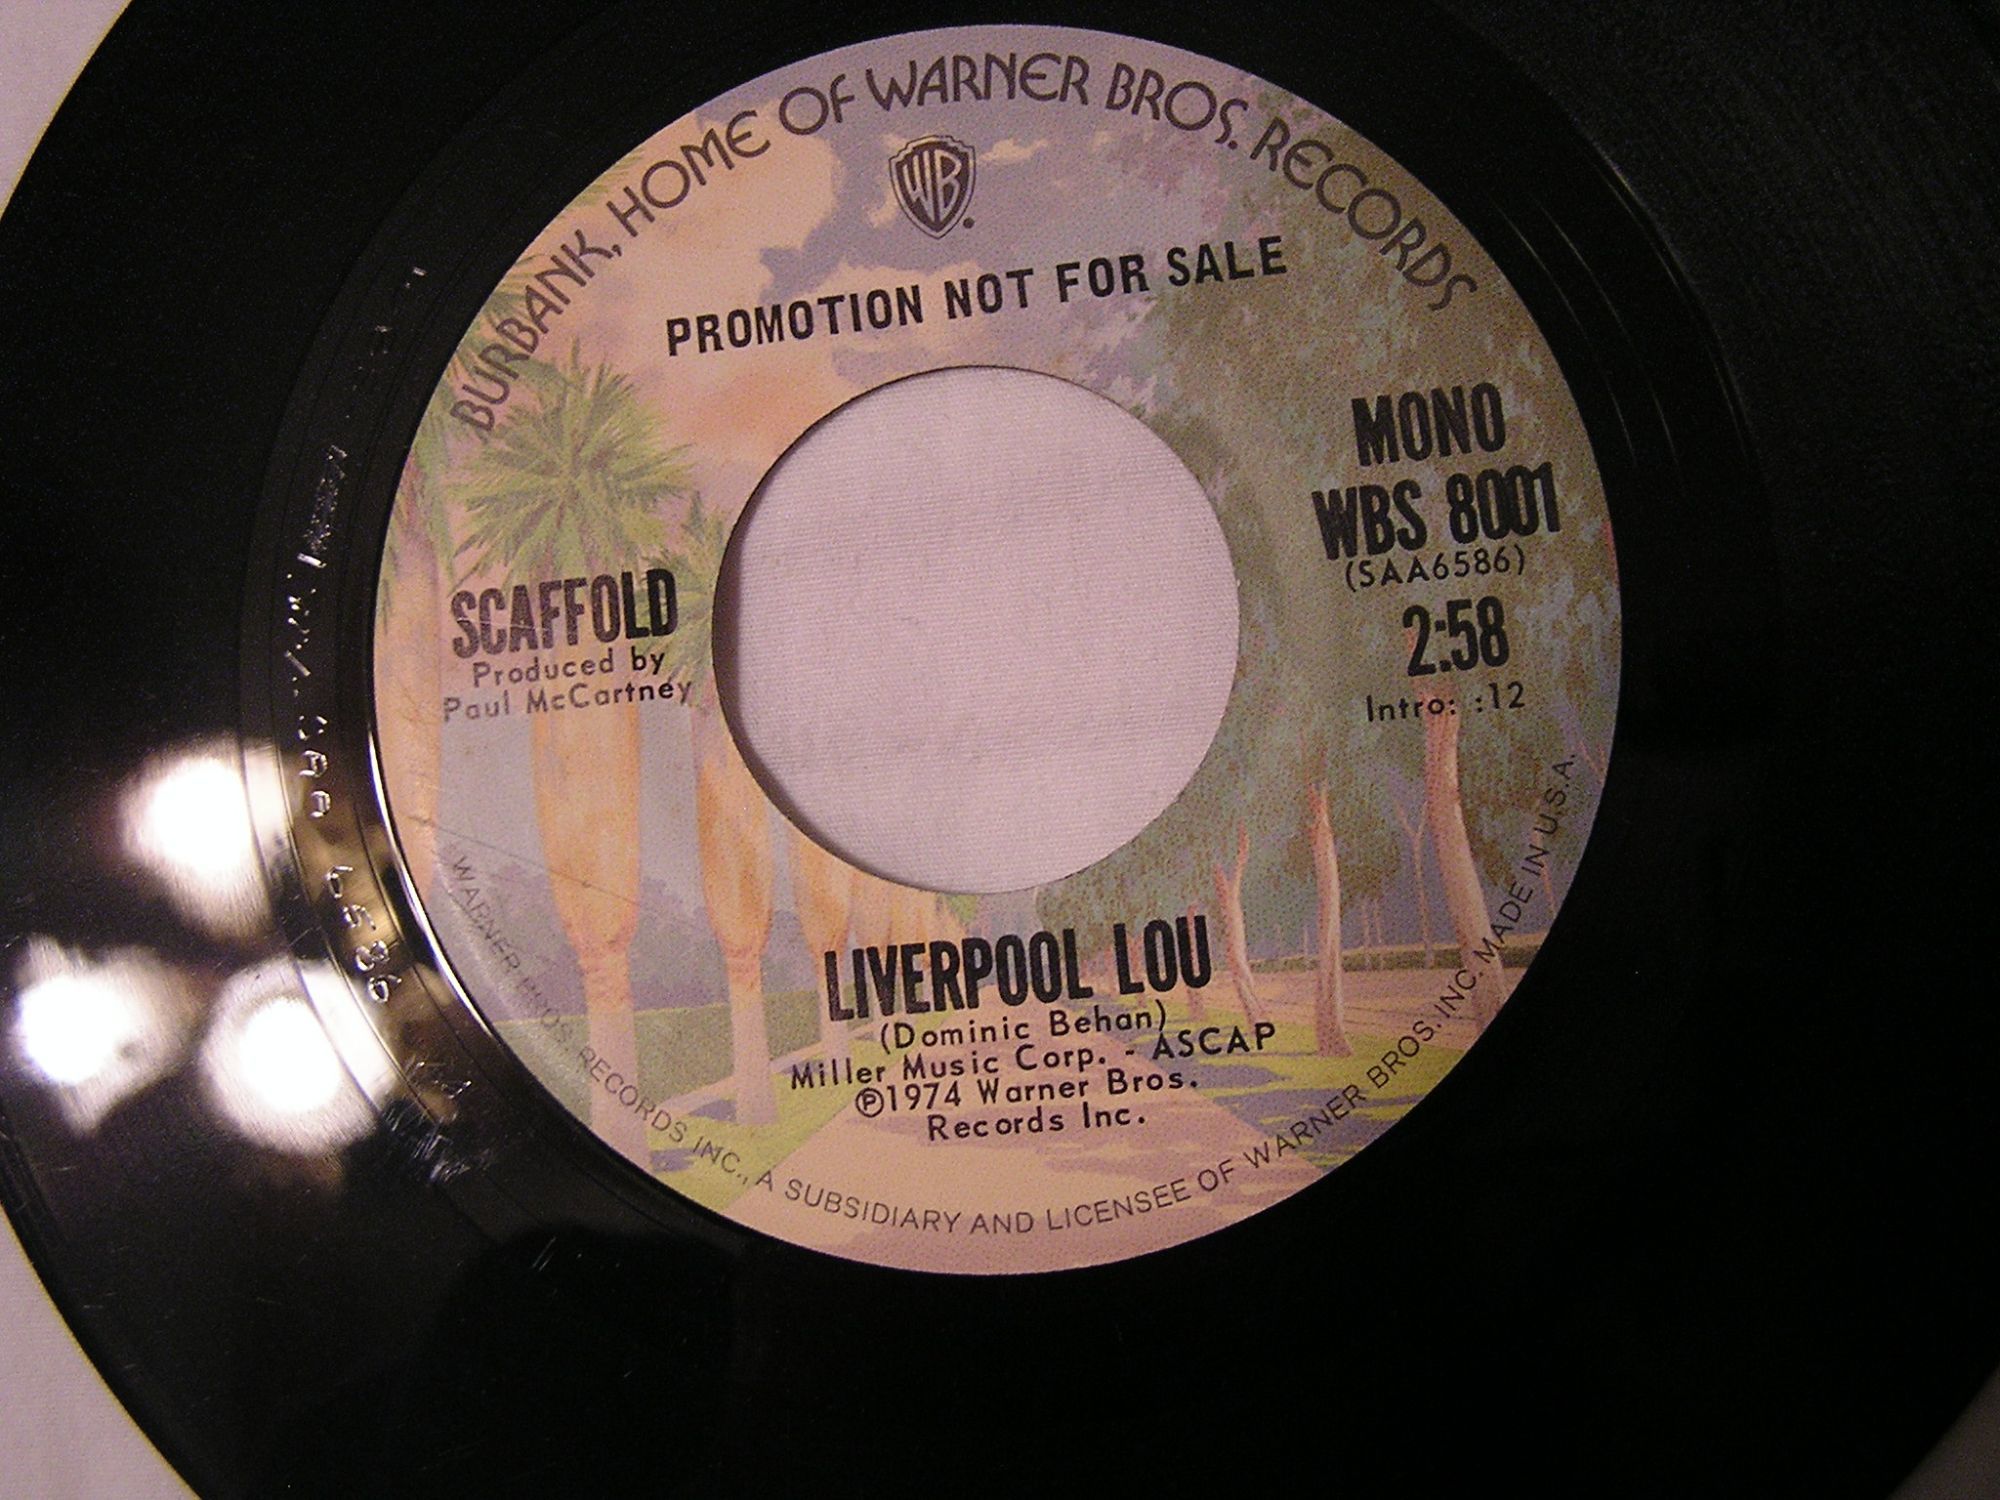 BURBANK, HOME OF WARNER BROS. RECORDS
WB
PROMOTION NOT FOR SALE
MONO
WBS 8001
(SAA6586)
2:58
Intro: :12
SCAFFOLD
Produced by
Paul McCartney
LIVERPOOL LOU
(Dominic Behan)
Miller Music Corp. - ASCAP
℗1974 Warner Bros.
Records Inc.
WARNER BROS. RECORDS INC., A SUBSIDIARY AND LICENSEE OF WARNER BROS. INC. MADE IN U.S.A.
SAA 6586